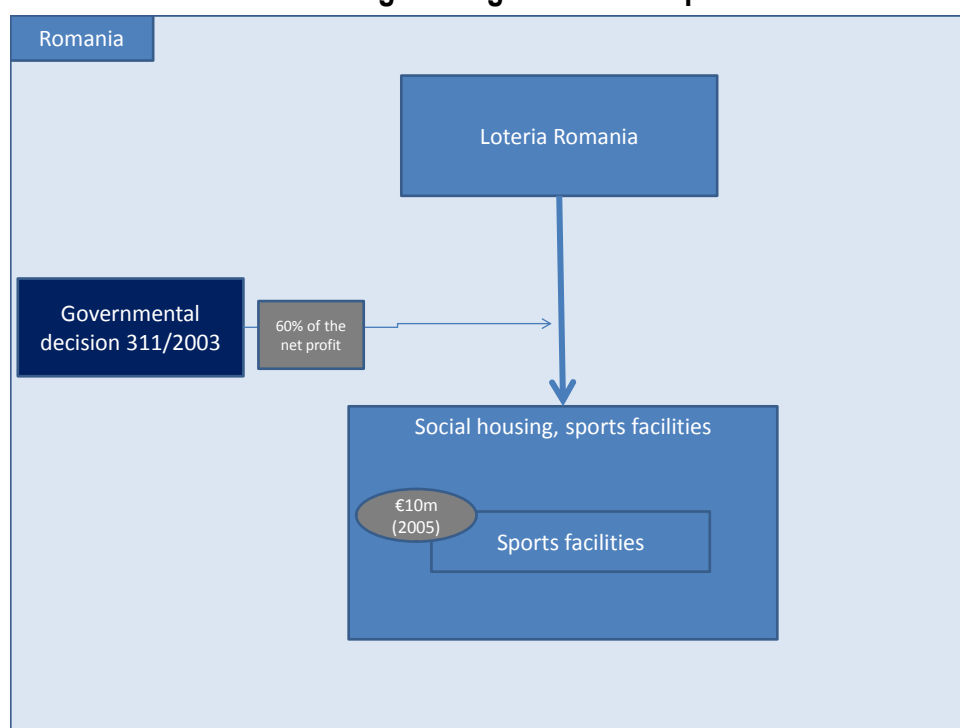 Romania
Loteria Romania
Governmental
decision 311/2003
60% of the
net profit
Social housing, sports facilities
€10m
(2005)
Sports facilities